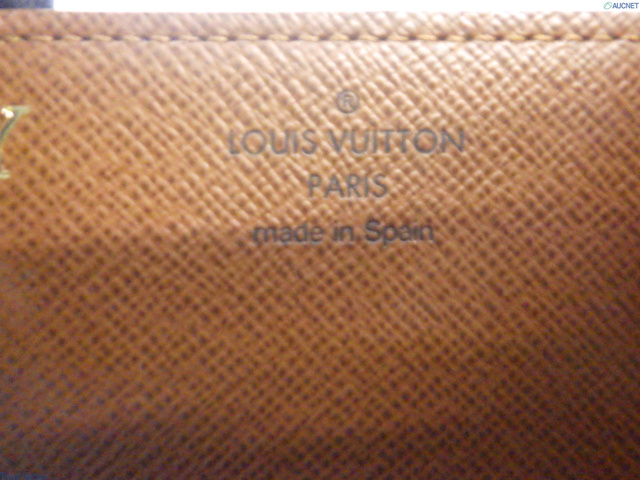 AUCNET
®
LOUIS VUITTON
PARIS
made in Spain